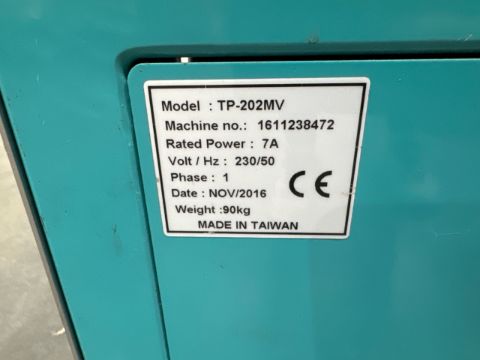 Model : TP-202MV
Machine no.: 1611238472
Rated Power : 7A
Volt / Hz : 230/50
Phase : 1
Date : NOV/2016
CE
Weight :90kg
MADE IN TAIWAN